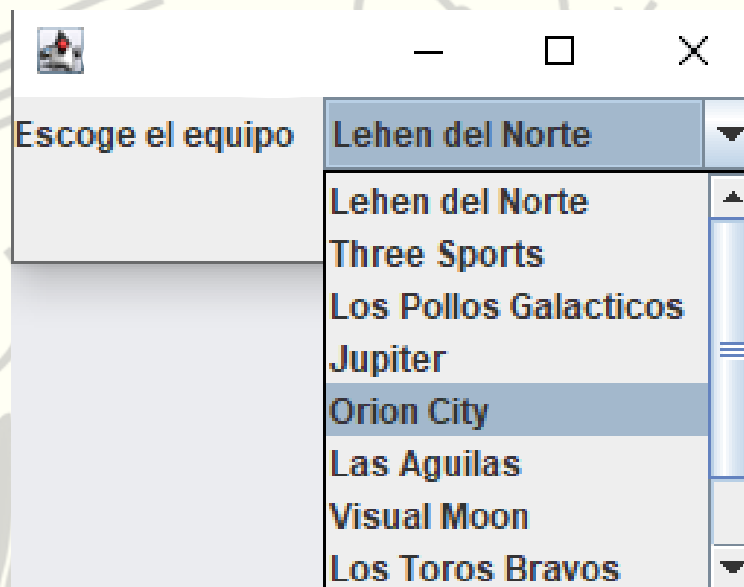 Escoge el equipo Lehen del Norte
Lehen del Norte
Three Sports
Los Pollos Galacticos
Jupiter
Orion City
Las Aguilas
Visual Moon
Los Toros Bravos